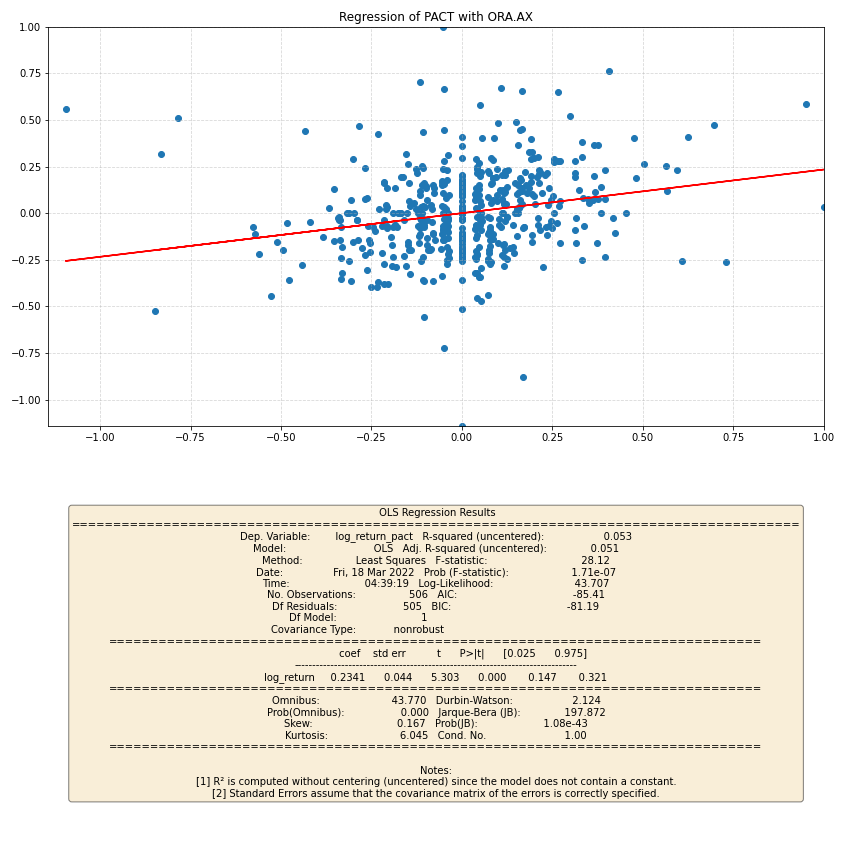 Regression of PACT with ORA.AX
1.00
0.75
0.50
0.25
0.00
−0.25
−0.50
−0.75
−1.00
−1.00 −0.75 −0.50 −0.25 0.00 0.25 0.50 0.75 1.00
OLS Regression Results
==============================================================================
Dep. Variable: log_return_pact R-squared (uncentered): 0.053
Model: OLS Adj. R-squared (uncentered): 0.051
Method: Least Squares F-statistic: 28.12
Date: Fri, 18 Mar 2022 Prob (F-statistic): 1.71e-07
Time: 04:39:19 Log-Likelihood: 43.707
No. Observations: 506 AIC: -85.41
Df Residuals: 505 BIC: -81.19
Df Model: 1
Covariance Type: nonrobust
==============================================================================
coef std err t P>|t| [0.025 0.975]
------------------------------------------------------------------------------
log_return 0.2341 0.044 5.303 0.000 0.147 0.321
==============================================================================
Omnibus: 43.770 Durbin-Watson: 2.124
Prob(Omnibus): 0.000 Jarque-Bera (JB): 197.872
Skew: 0.167 Prob(JB): 1.08e-43
Kurtosis: 6.045 Cond. No. 1.00
==============================================================================
Notes:
[1] R² is computed without centering (uncentered) since the model does not contain a constant.
[2] Standard Errors assume that the covariance matrix of the errors is correctly specified.